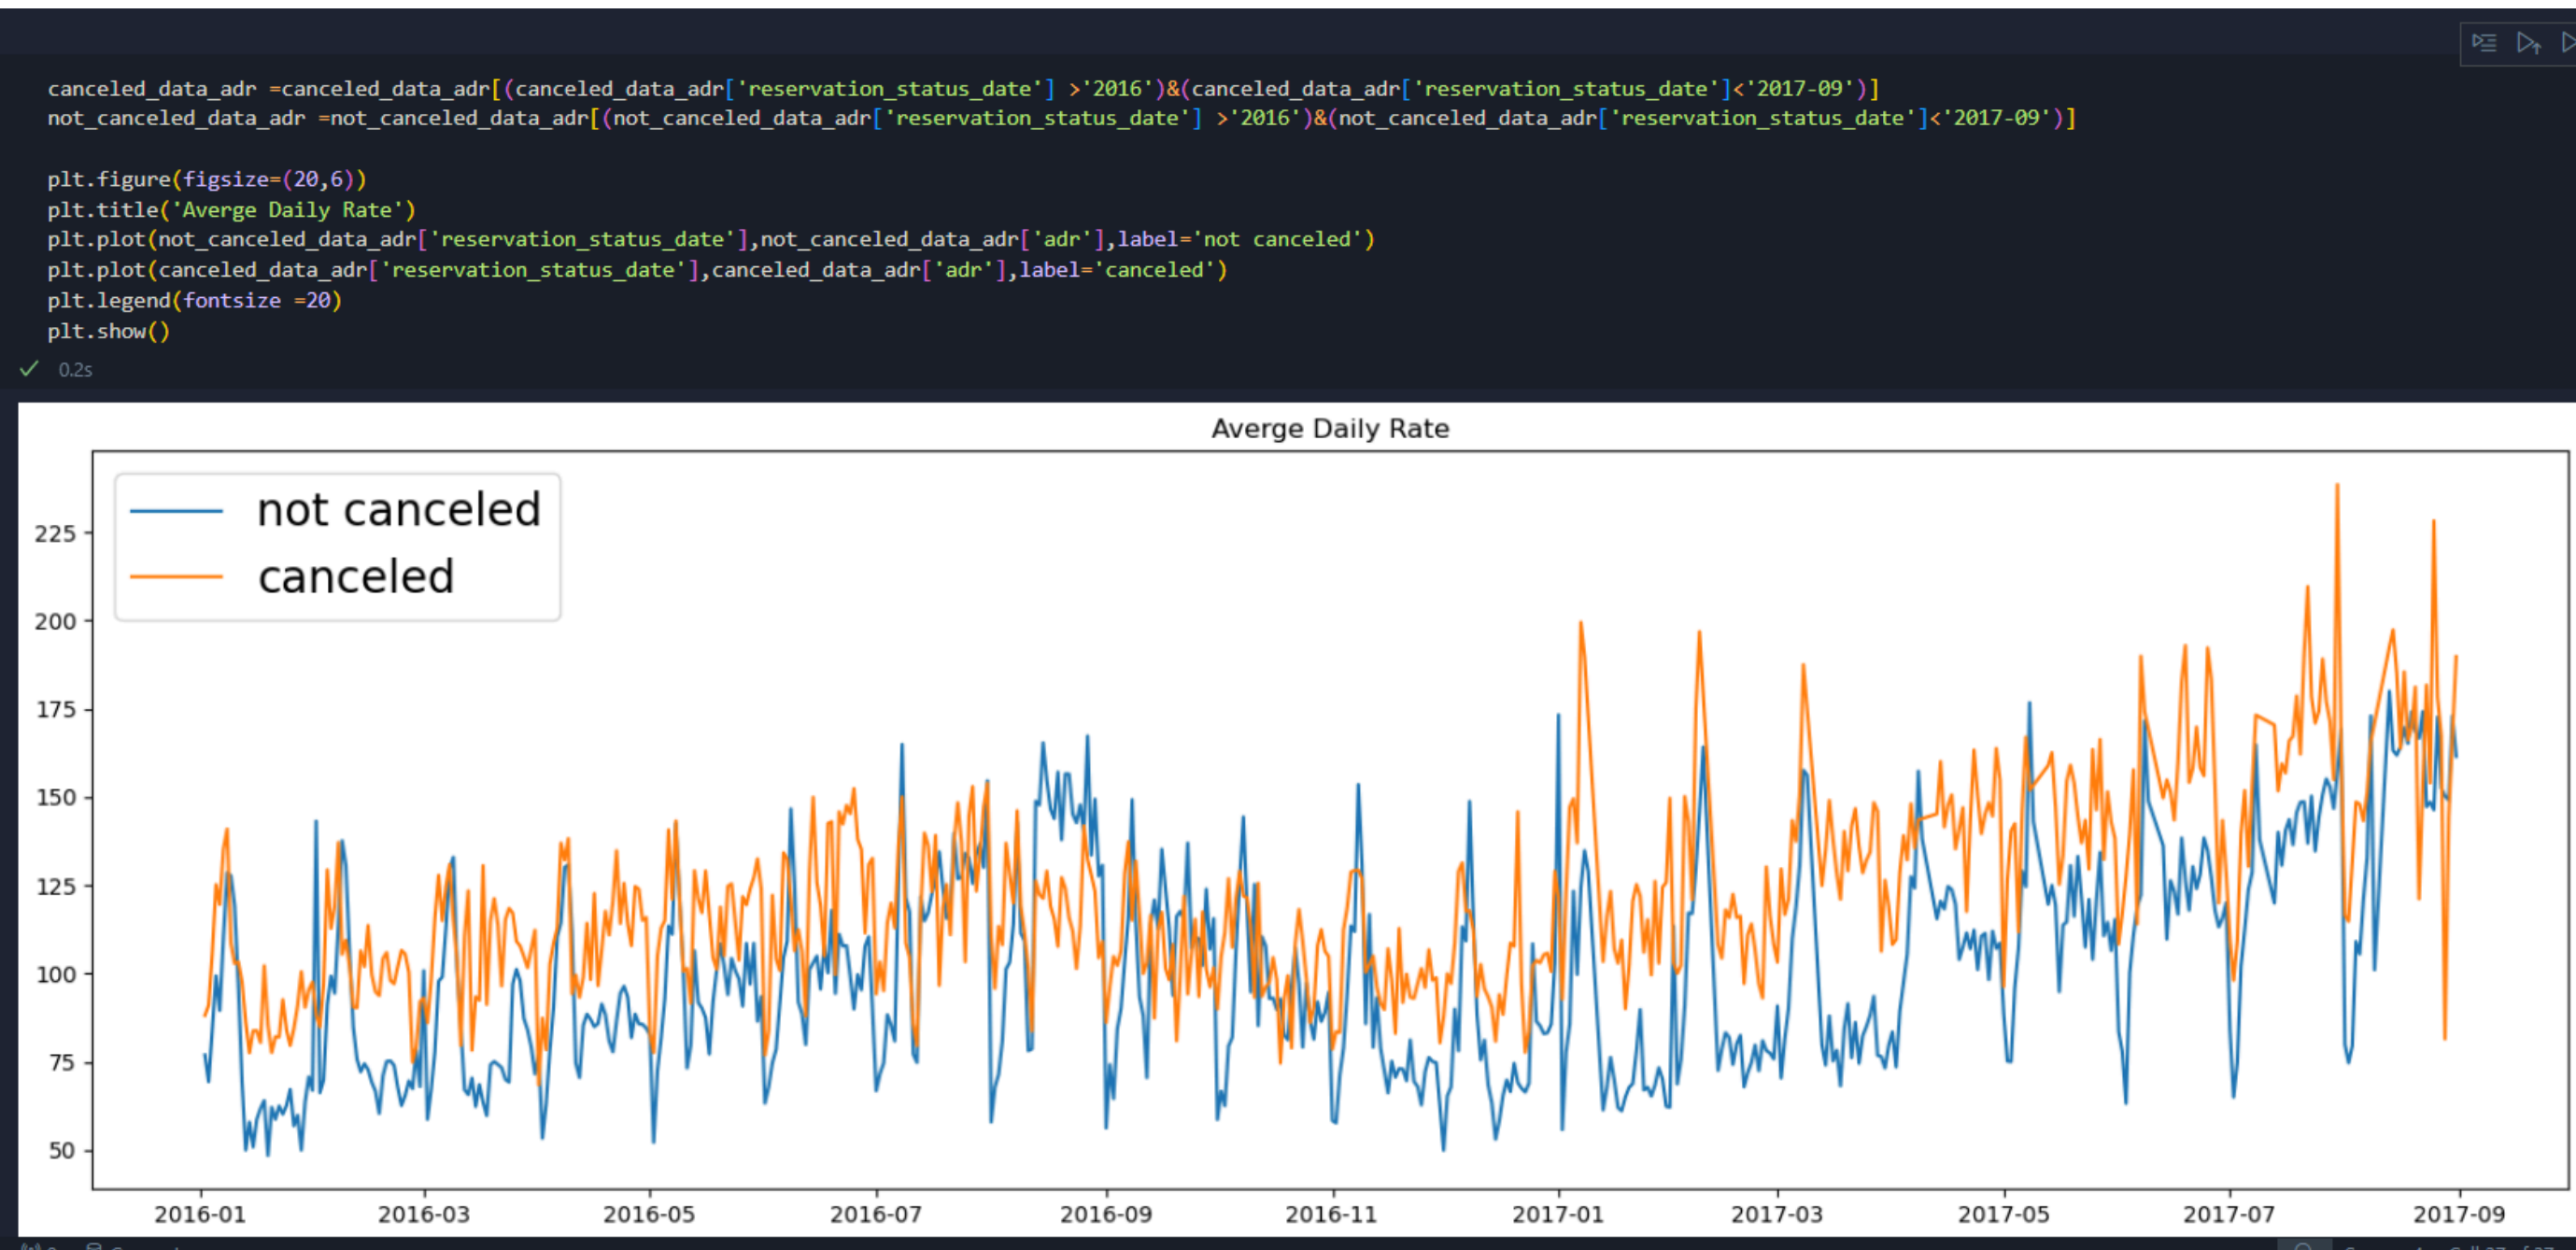 canceled_data_adr =canceled_data_adr[(canceled_data_adr['reservation_status_date'] >'2016')&(canceled_data_adr['reservation_status_date']<'2017-09')]
not_canceled_data_adr =not_canceled_data_adr[(not_canceled_data_adr['reservation_status_date'] >'2016')&(not_canceled_data_adr['reservation_status_date']<'2017-09')]
plt.figure(figsize=(20,6))
plt.title('Averge Daily Rate')
plt.plot(not_canceled_data_adr['reservation_status_date'],not_canceled_data_adr['adr'],label='not canceled')
plt.plot(canceled_data_adr['reservation_status_date'],canceled_data_adr['adr'],label='canceled')
plt.legend(fontsize =20)
plt.show()
0.2s
Averge Daily Rate
not canceled
canceled
225
200
175
150
125
100
75
50
2016-01 2016-03 2016-05 2016-07 2016-09 2016-11 2017-01 2017-03 2017-05 2017-07 2017-09